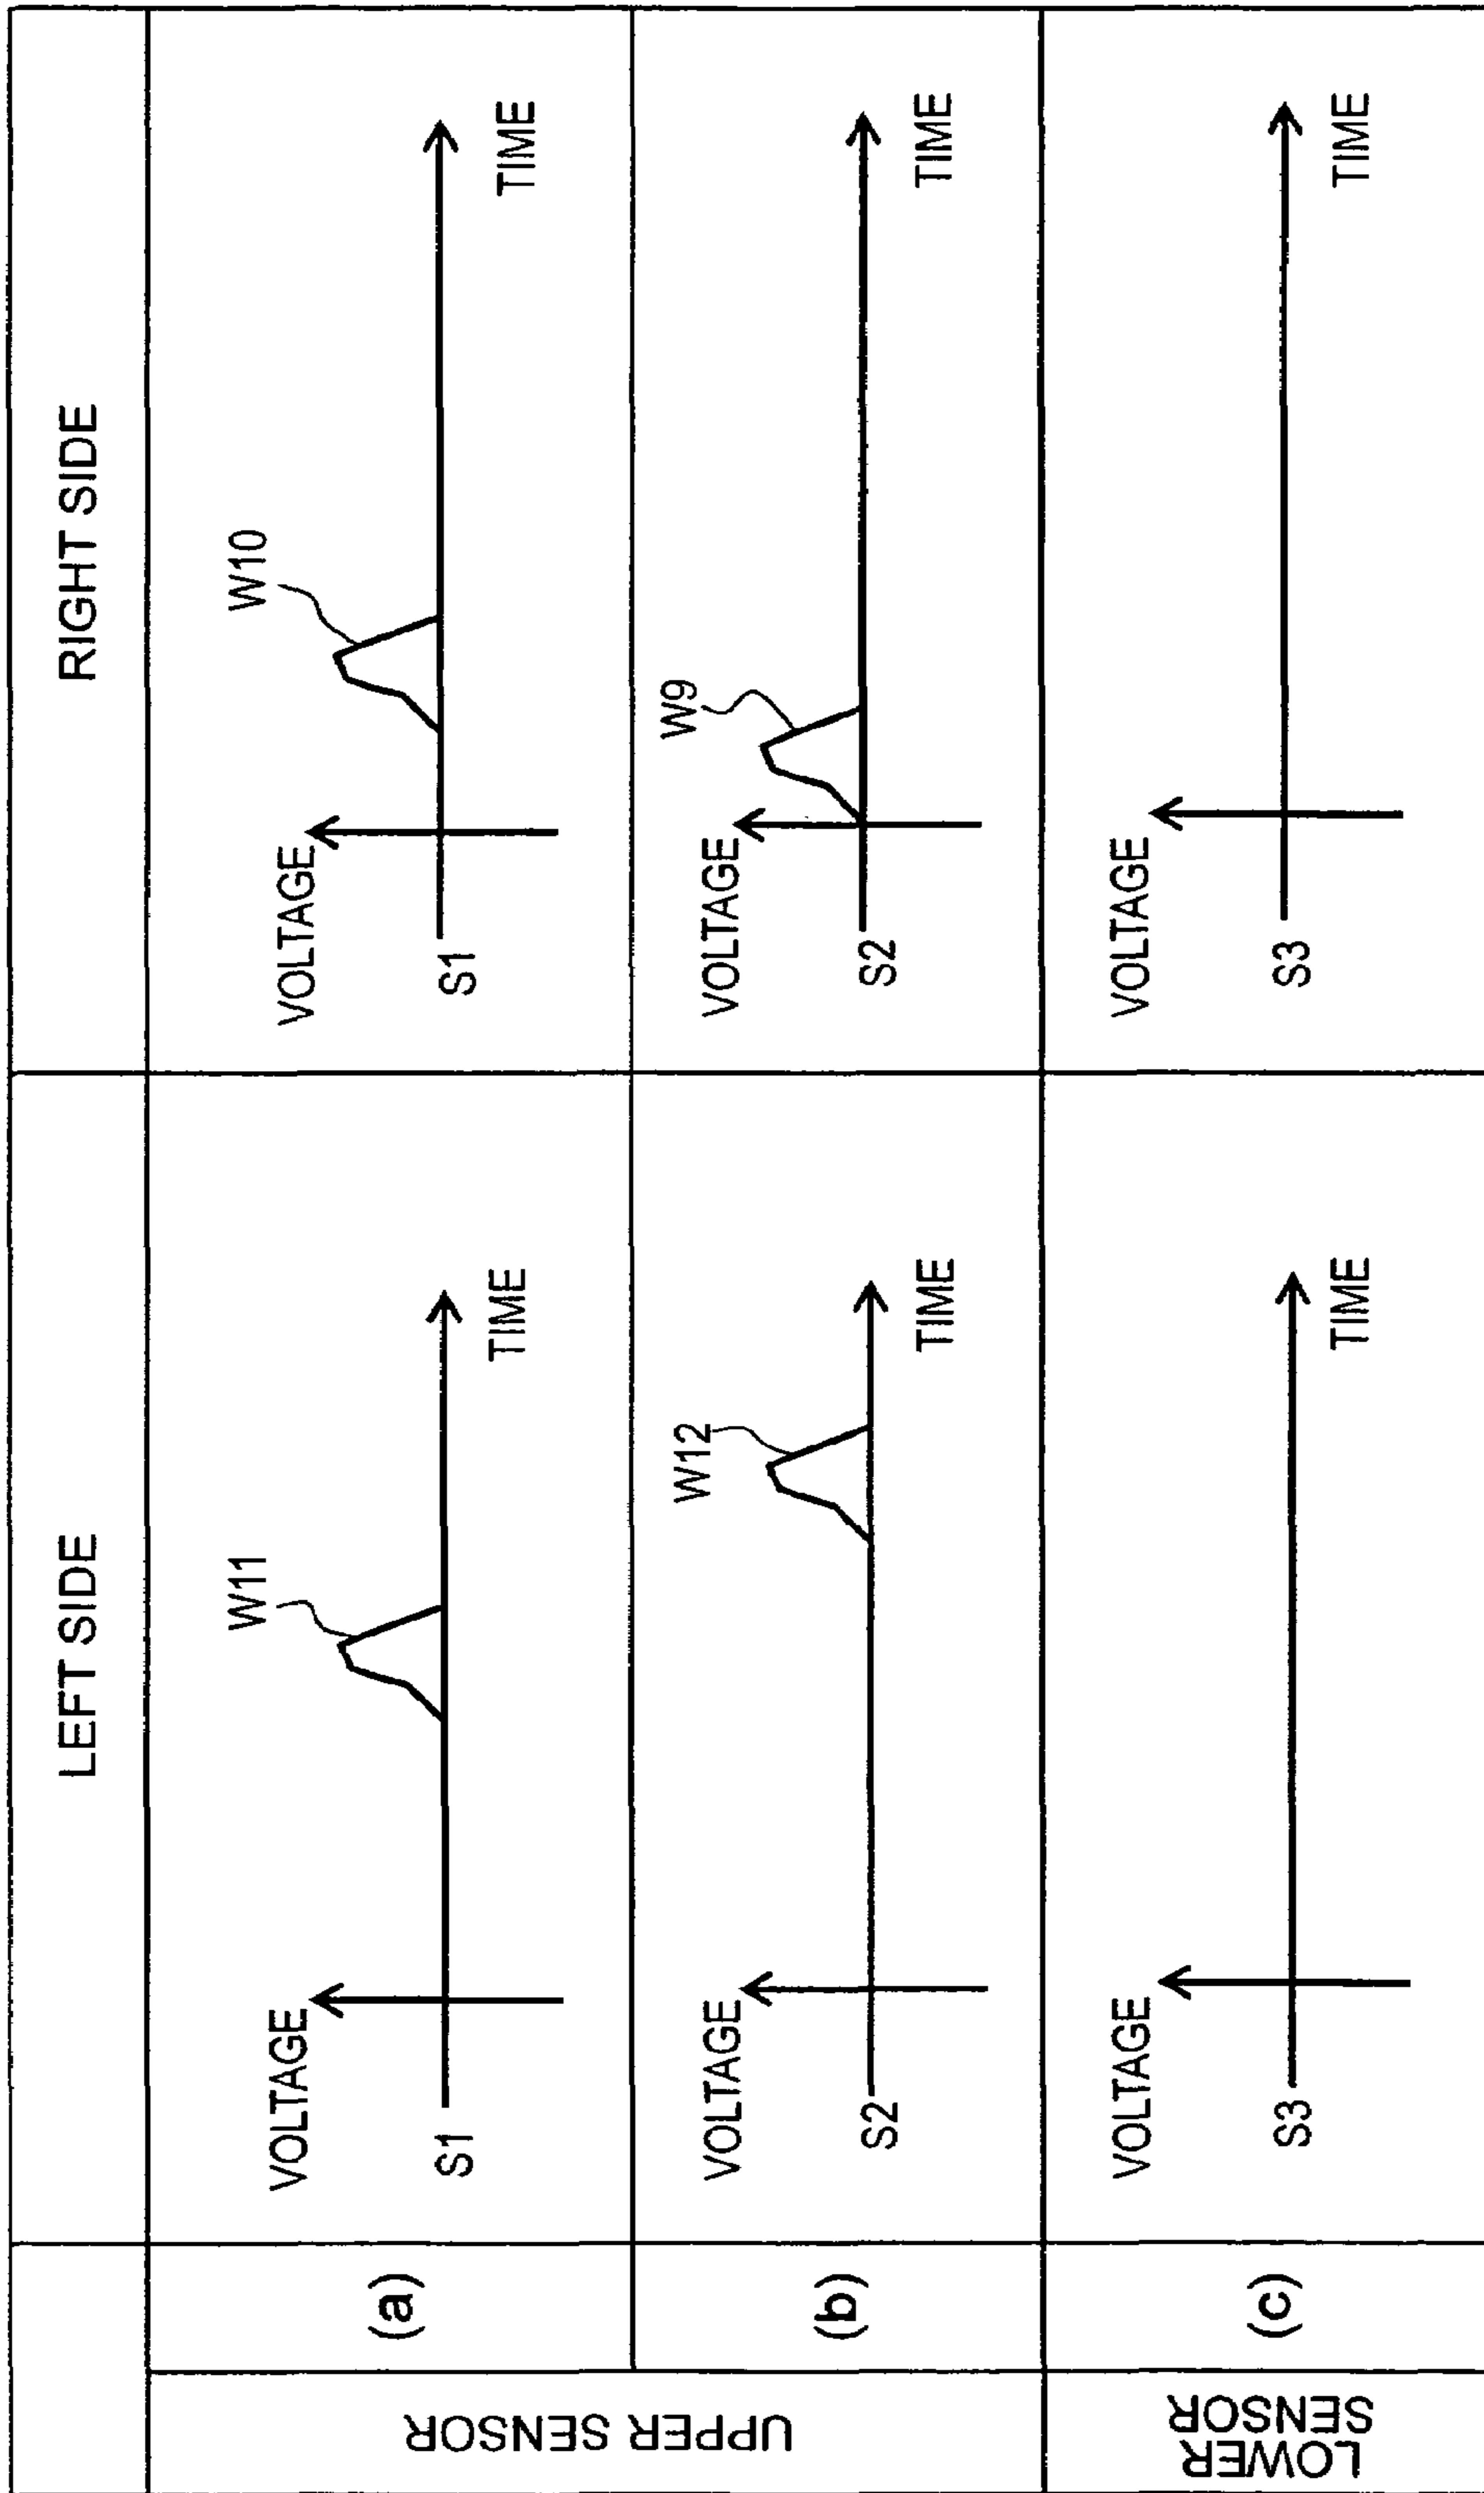 LEFT SIDE
RIGHT SIDE
UPPER SENSOR
(a)
VOLTAGE
W11
S1
TIME
VOLTAGE
W10
S1
TIME
(b)
VOLTAGE
W12
S2
TIME
VOLTAGE
W9
S2
TIME
LOWER
SENSOR
(c)
VOLTAGE
S3
TIME
VOLTAGE
S3
TIME